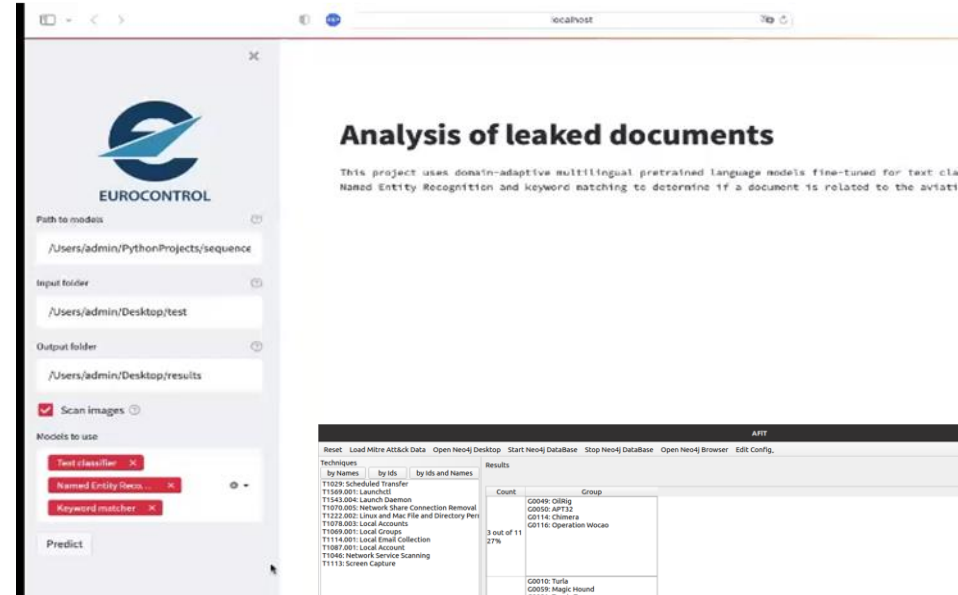 localhost
EUROCONTROL
Path to models
/Users/admin/PythonProjects/sequence
Input folder
/Users/admin/Desktop/test
Output folder
/Users/admin/Desktop/results
Scan images
Models to use
Text classifier ×
Named Entity Reco... ×
Keyword matcher ×
Predict
Analysis of leaked documents
This project uses domain-adaptive multilingual pretrained language models fine-tuned for text cla
Named Entity Recognition and keyword matching to determine if a document is related to the aviati
AFIT
Reset Load Mitre Att&ck Data Open Neo4j Desktop Start Neo4j DataBase Stop Neo4j DataBase Open Neo4j Browser Edit Config,
Techniques
by Names by Ids by Ids and Names
T1029: Scheduled Transfer
T1569.001: Launchctl
T1543.004: Launch Daemon
T1070.005: Network Share Connection Removal
T1222.002: Linux and Mac File and Directory Per
T1078.003: Local Accounts
T1069.001: Local Groups
T1114.001: Local Email Collection
T1087.001: Local Account
T1046: Network Service Scanning
T1113: Screen Capture
Results
Count Group
3 out of 11
27%
G0049: OilRig
G0050: APT32
G0114: Chimera
G0116: Operation Wocao
G0010: Turla
G0059: Magic Hound